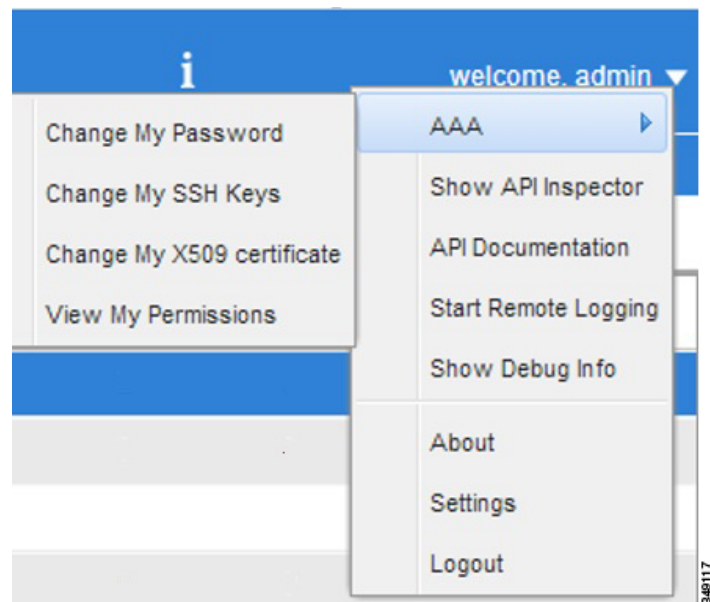 i
welcome, admin
AAA
Show API Inspector
API Documentation
Start Remote Logging
Show Debug Info
About
Settings
Logout
Change My Password
Change My SSH Keys
Change My X509 certificate
View My Permissions
349117